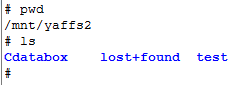 # pwd
/mnt/yaffs2
# ls
Cdatabox    lost+found  test
#